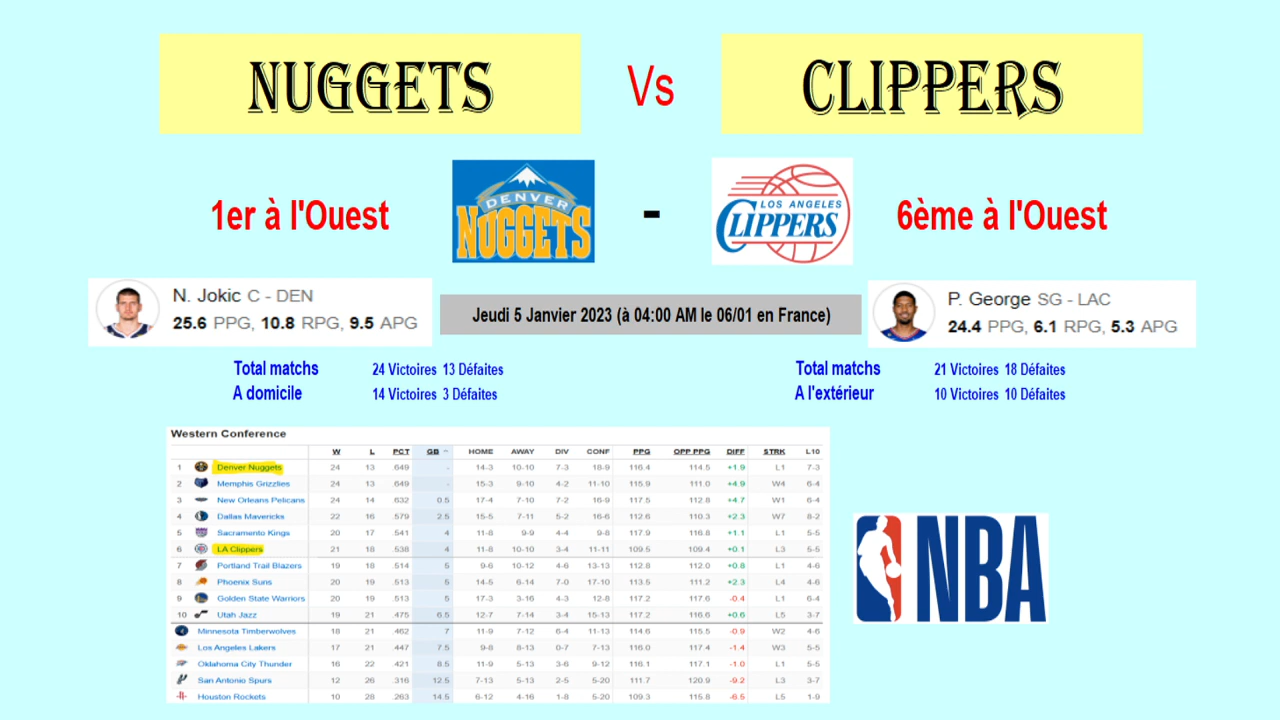 NUGGETS Vs CLIPPERS
1er à l'Ouest
DENVER
NUGGETS
-
LOS ANGELES
CLIPPERS
6ème à l'Ouest
N. Jokic C - DEN
25.6 PPG, 10.8 RPG, 9.5 APG
Jeudi 5 Janvier 2023 (à 04:00 AM le 06/01 en France)
P. George SG - LAC
24.4 PPG, 6.1 RPG, 5.3 APG
Total matchs 24 Victoires 13 Défaites
A domicile 14 Victoires 3 Défaites
Total matchs 21 Victoires 18 Défaites
A l'extérieur 10 Victoires 10 Défaites
Western Conference
W L PCT GB HOME AWAY DIV CONF PPG OPP PPG DIFF STRK L10
1 Denver Nuggets 24 13 .649 - 14-3 10-10 7-3 18-9 116.4 114.5 +1.9 L1 7-3
2 Memphis Grizzlies 24 13 .649 - 15-3 9-10 4-2 11-10 115.9 111.0 +4.9 W4 6-4
3 New Orleans Pelicans 24 14 .632 0.5 17-4 7-10 7-2 16-9 117.5 112.8 +4.7 W1 6-4
4 Dallas Mavericks 22 16 .579 2.5 15-5 7-11 5-2 16-6 112.6 110.3 +2.3 W7 8-2
5 Sacramento Kings 20 17 .541 4 11-8 9-9 4-4 9-8 117.9 116.8 +1.1 L1 5-5
6 LA Clippers 21 18 .538 4 11-8 10-10 3-4 11-11 109.5 109.4 +0.1 L3 5-5
7 Portland Trail Blazers 19 18 .514 5 9-6 10-12 4-6 13-13 112.8 112.0 +0.8 L1 4-6
8 Phoenix Suns 20 19 .513 5 14-5 6-14 7-0 17-10 113.5 111.2 +2.3 L4 4-6
9 Golden State Warriors 20 19 .513 5 17-3 3-16 4-3 12-8 117.2 117.6 -0.4 L1 6-4
10 Utah Jazz 19 21 .475 6.5 12-7 7-14 3-4 15-13 117.2 116.6 +0.6 L5 3-7
Minnesota Timberwolves 18 21 .462 7 11-9 7-12 6-4 11-13 114.6 115.5 -0.9 W2 4-6
Los Angeles Lakers 17 21 .447 7.5 9-8 8-13 0-7 7-13 116.0 117.4 -1.4 W3 5-5
Oklahoma City Thunder 16 22 .421 8.5 11-9 5-13 3-6 9-12 116.1 117.1 -1.0 L1 5-5
San Antonio Spurs 12 26 .316 12.5 7-13 5-13 2-5 5-20 111.7 120.9 -9.2 L3 3-7
Houston Rockets 10 28 .263 14.5 6-12 4-16 1-8 5-20 109.3 115.8 -6.5 L5 1-9
NBA